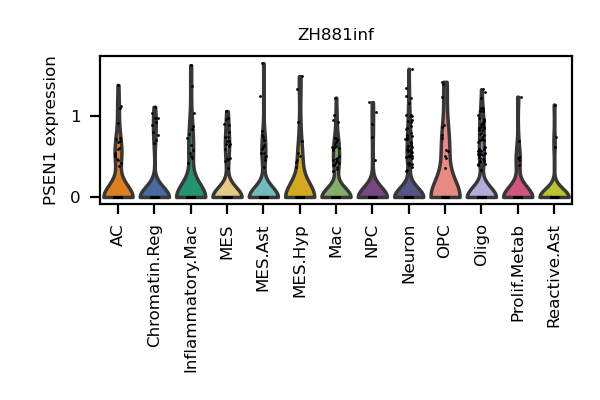 ZH881inf
PSEN1 expression
1
0
AC
Chromatin.Reg
Inflammatory.Mac
MES
MES.Ast
MES.Hyp
Mac
NPC
Neuron
OPC
Oligo
Prolif.Metab
Reactive.Ast